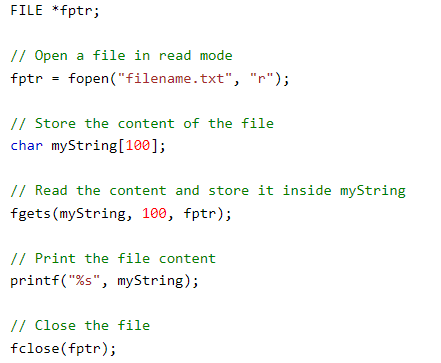 FILE *fptr;
// Open a file in read mode
fptr = fopen("filename.txt", "r");
// Store the content of the file
char myString[100];
// Read the content and store it inside myString
fgets(myString, 100, fptr);
// Print the file content
printf("%s", myString);
// Close the file
fclose(fptr);